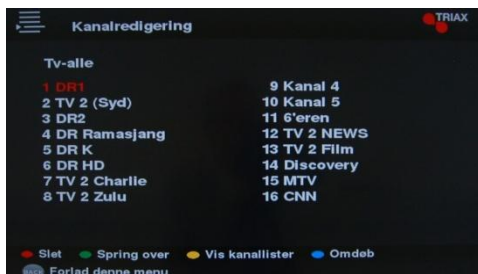 Kanalredigering
TRIAX
Tv-alle
1 DR1
2 TV 2 (Syd)
3 DR2
4 DR Ramasjang
5 DR K
6 DR HD
7 TV 2 Charlie
8 TV 2 Zulu
9 Kanal 4
10 Kanal 5
11 6'eren
12 TV 2 NEWS
13 TV 2 Film
14 Discovery
15 MTV
16 CNN
Slet
Spring over
Vis kanallister
Omdøb
BACK Forlad denne menu